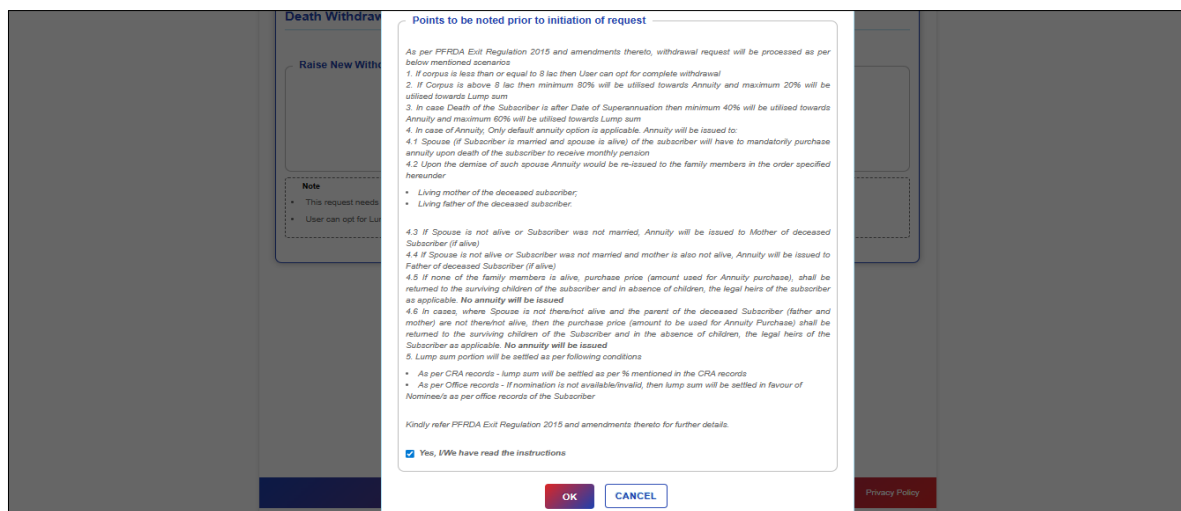 Death Withdraw
Points to be noted prior to initiation of request
Raise New Withd
As per PFRDA Exit Regulation 2015 and amendments thereto, withdrawal request will be processed as per
below mentioned scenarios
1. If corpus is less than or equal to 8 lac then User can opt for complete withdrawal
2. If Corpus is above 8 lac then minimum 80% will be utilised towards Annuity and maximum 20% will be
utilised towards Lump sum
3. In case Death of the Subscriber is after Date of Superannuation then minimum 40% will be utilised towards
Annuity and maximum 60% will be utilised towards Lump sum
4. In case of Annuity, Only default annuity option is applicable. Annuity will be issued to:
4.1 Spouse (if Subscriber is married and spouse is alive) of the subscriber will have to mandatorily purchase
annuity upon death of the subscriber to receive monthly pension
4.2 Upon the demise of such spouse Annuity would be re-issued to the family members in the order specified
hereunder
• Living mother of the deceased subscriber;
• Living father of the deceased subscriber.
Note
• This request needs
• User can opt for Lur
4.3 If Spouse is not alive or Subscriber was not married, Annuity will be issued to Mother of deceased
Subscriber (if alive)
4.4 If Spouse is not alive or Subscriber was not married and mother is also not alive, Annuity will be issued to
Father of deceased Subscriber (if alive)
4.5 If none of the family members is alive, purchase price (amount used for Annuity purchase), shall be
returned to the surviving children of the subscriber and in absence of children, the legal heirs of the subscriber
as applicable. No annuity will be issued
4.6 In cases, where Spouse is not there/not alive and the parent of the deceased Subscriber (father and
mother) are not there/not alive, then the purchase price (amount to be used for Annuity Purchase) shall be
returned to the surviving children of the Subscriber and in the absence of children, the legal heirs of the
Subscriber as applicable. No annuity will be issued
5. Lump sum portion will be settled as per following conditions
• As per CRA records - lump sum will be settled as per % mentioned in the CRA records
• As per Office records - If nomination is not available/invalid, then lump sum will be settled in favour of
Nominee/s as per office records of the Subscriber
Kindly refer PFRDA Exit Regulation 2015 and amendments thereto for further details.
Yes, I/We have read the instructions
OK
CANCEL
Privacy Policy